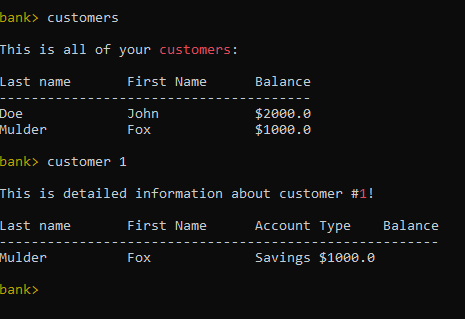 bank> customers
This is all of your customers:
Last name First Name Balance
---------------------------------------
Doe John $2000.0
Mulder Fox $1000.0
bank> customer 1
This is detailed information about customer #1!
Last name First Name Account Type Balance
-------------------------------------------------------
Mulder Fox Savings $1000.0
bank>